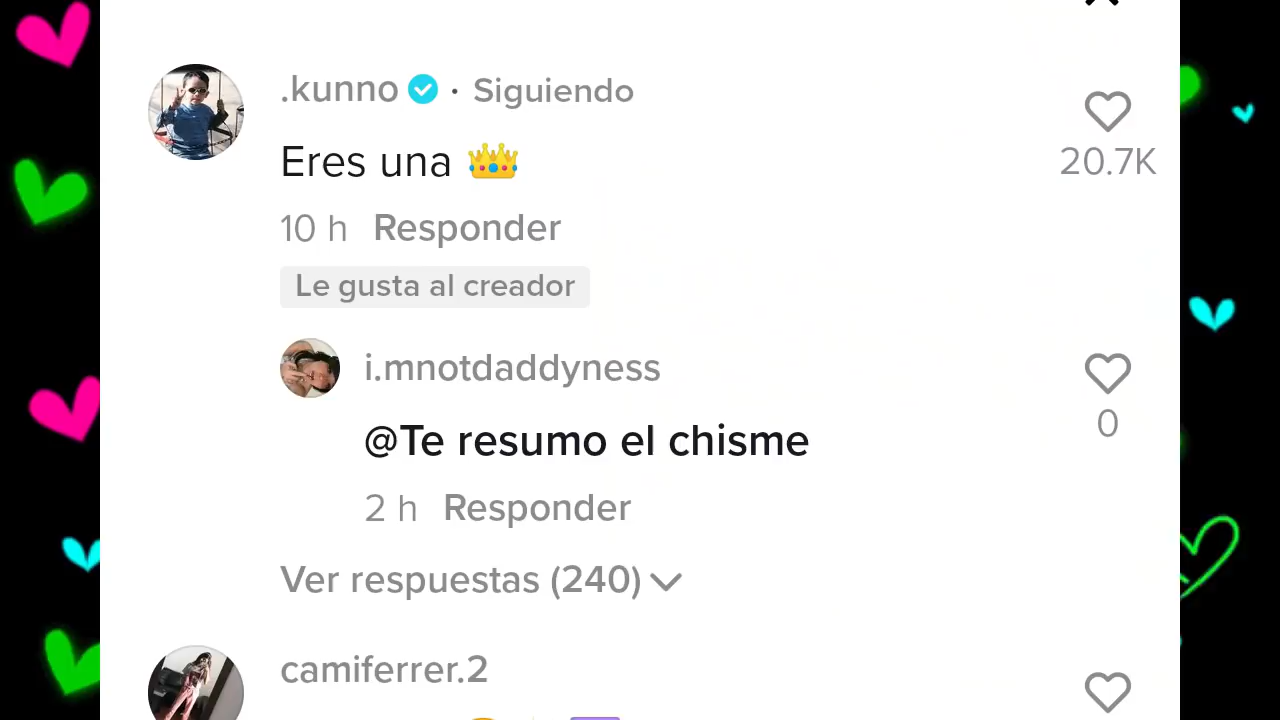 .kunno · Siguiendo
Eres una 👑
20.7K
10 h Responder
Le gusta al creador
i.mnotdaddyness
@Te resumo el chisme
0
2 h Responder
Ver respuestas (240)
camiferrer.2